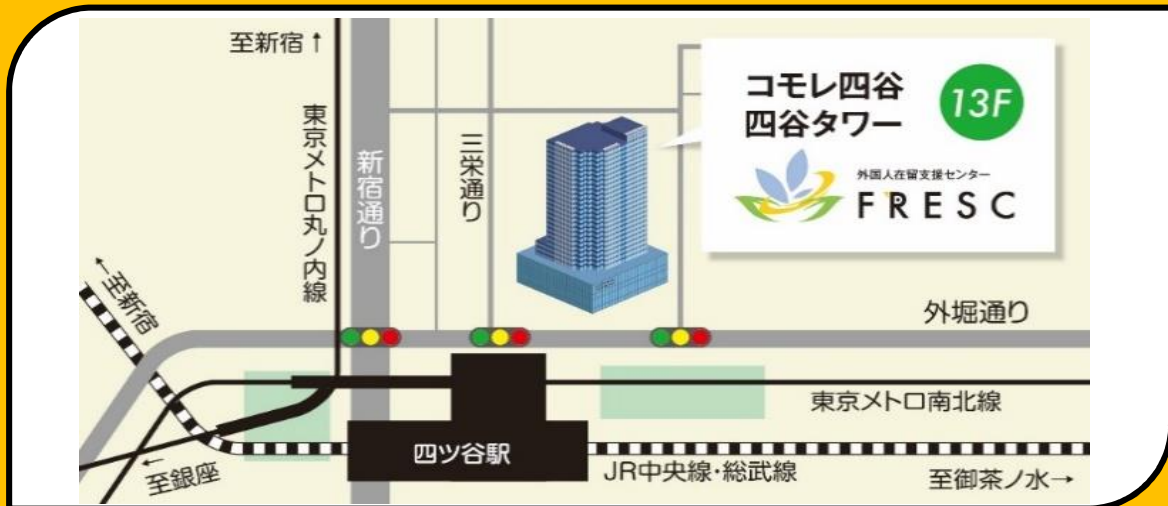 至新宿↑
東京メトロ丸ノ内線
新宿通り
三栄通り
コモレ四谷
四谷タワー
13F
外国人在留支援センター
FRESC
←至新宿
外堀通り
東京メトロ南北線
四ツ谷駅
JR中央線・総武線
←至銀座
至御茶ノ水→